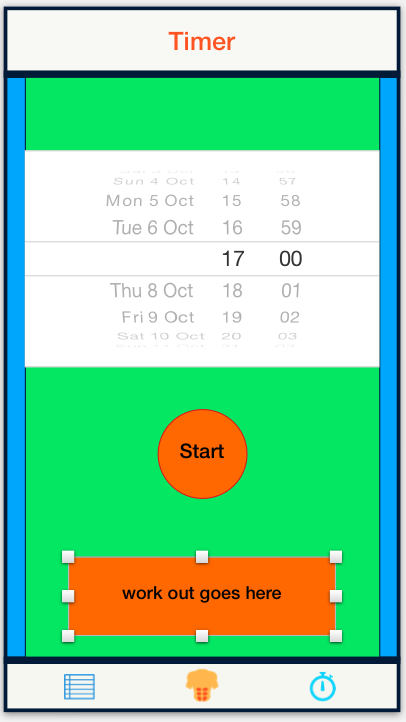 Timer
Sun 4 Oct 14 57
Mon 5 Oct 15 58
Tue 6 Oct 16 59
17 00
Thu 8 Oct 18 01
Fri 9 Oct 19 02
Sat 10 Oct 20 03
Start
work out goes here